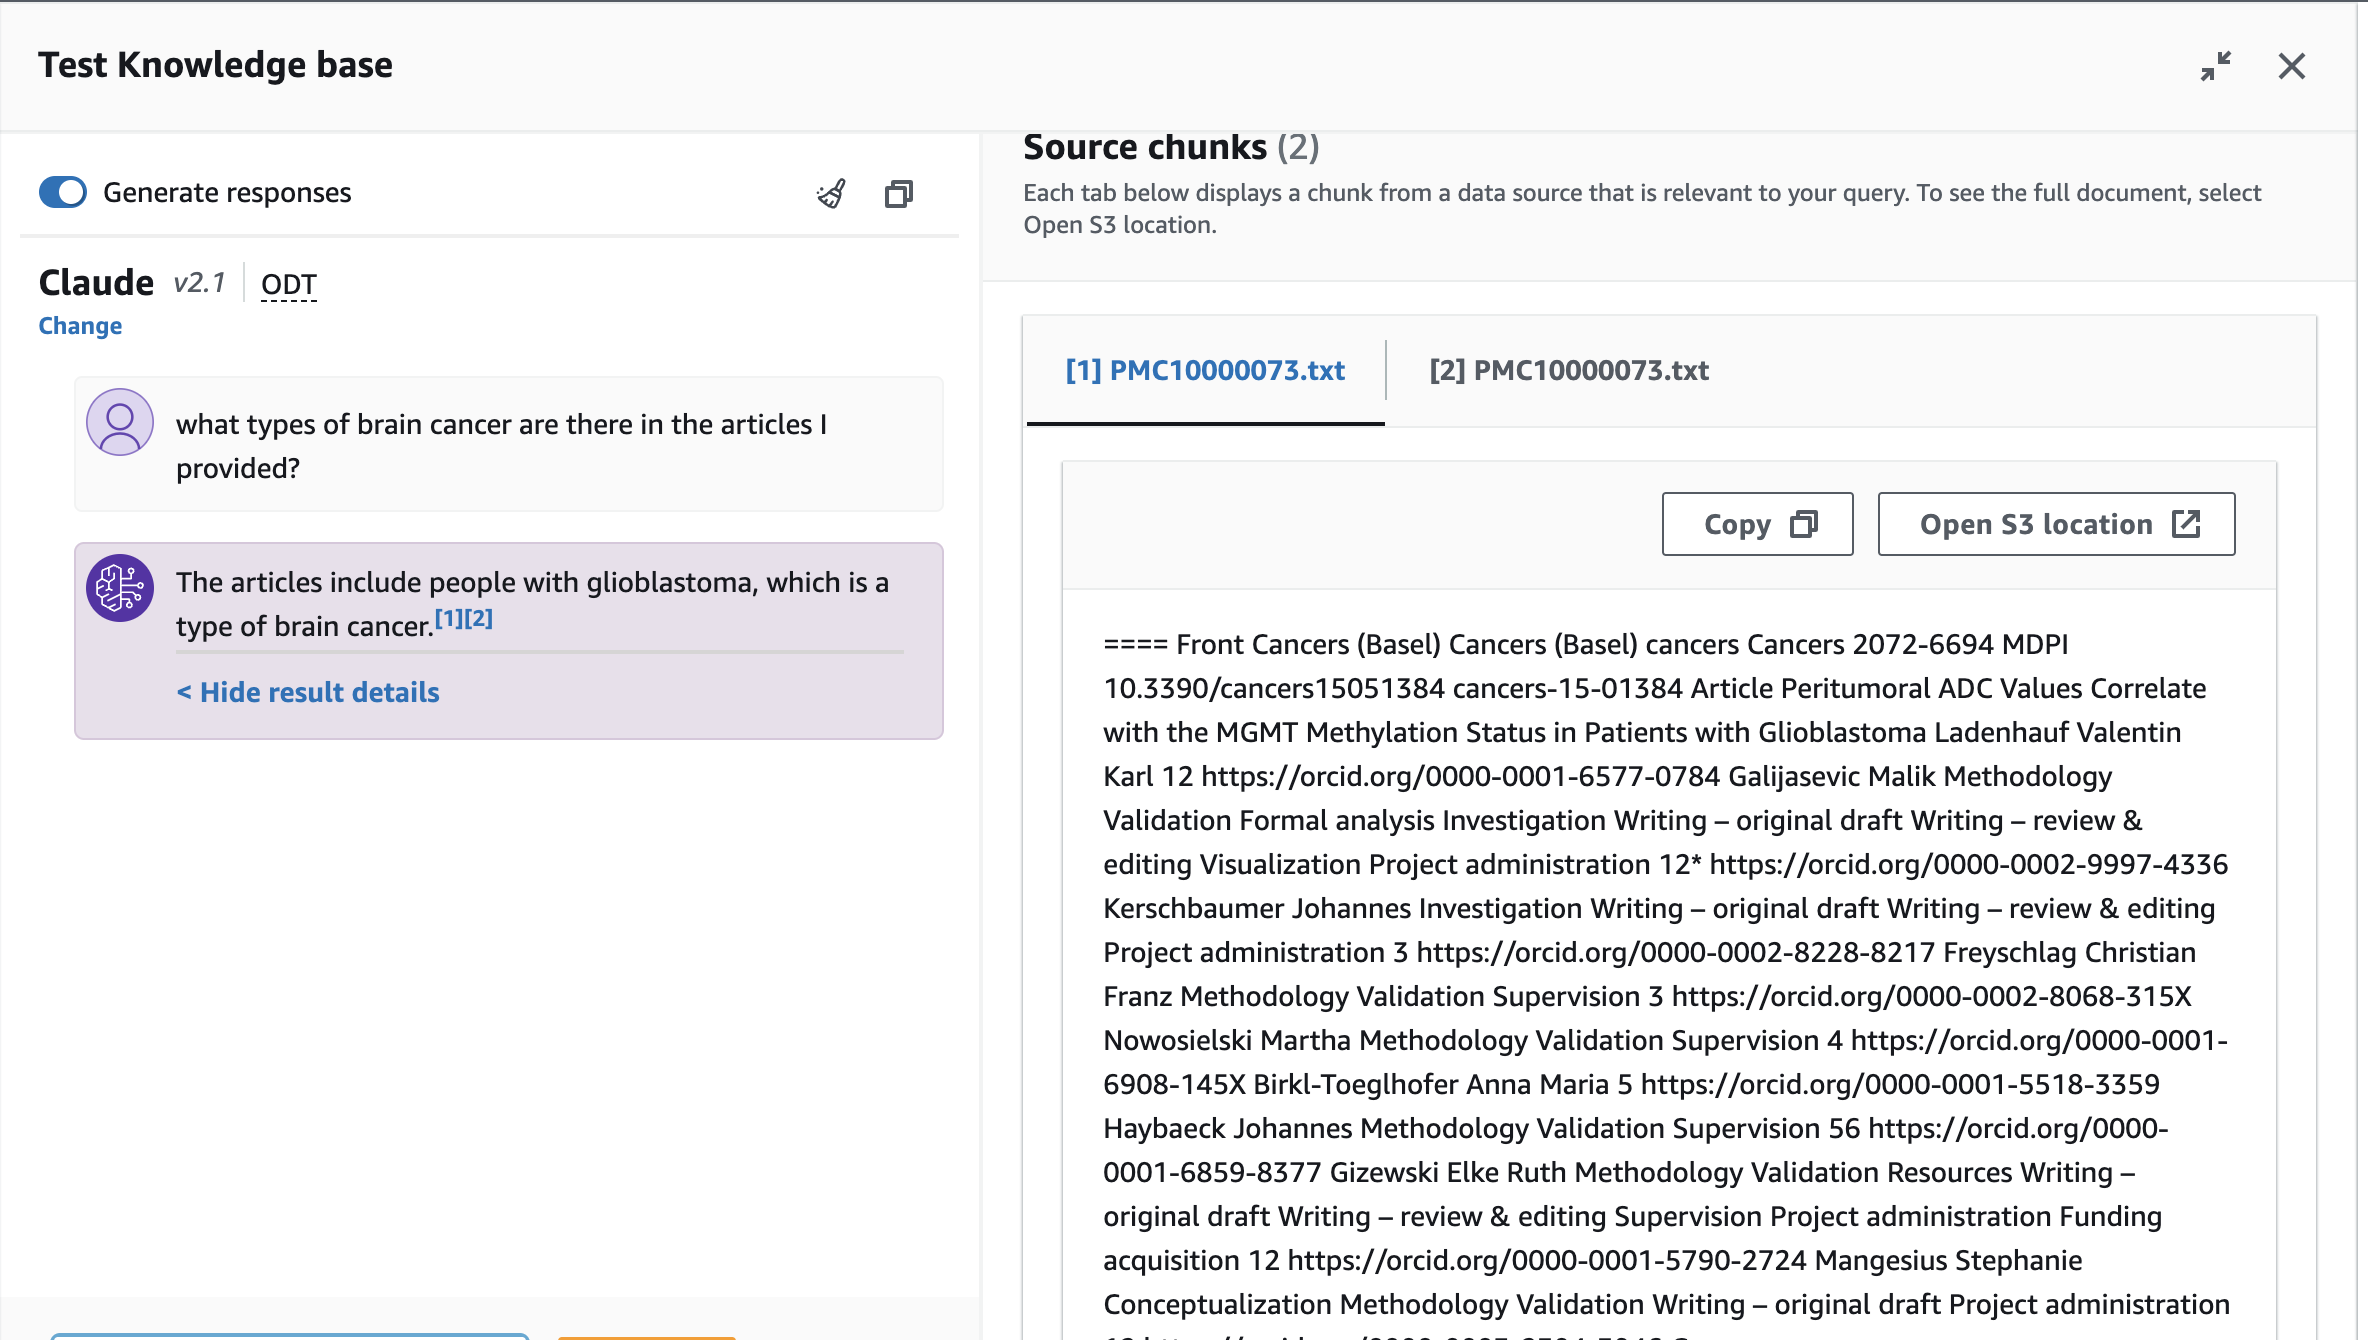 Test Knowledge base
Generate responses
Claude v2.1 ODT
Change
what types of brain cancer are there in the articles I
provided?
The articles include people with glioblastoma, which is a
type of brain cancer.[1][2]
< Hide result details
Source chunks (2)
Each tab below displays a chunk from a data source that is relevant to your query. To see the full document, select
Open S3 location.
[1] PMC10000073.txt
[2] PMC10000073.txt
Copy
Open S3 location
==== Front Cancers (Basel) Cancers (Basel) cancers Cancers 2072-6694 MDPI
10.3390/cancers15051384 cancers-15-01384 Article Peritumoral ADC Values Correlate
with the MGMT Methylation Status in Patients with Glioblastoma Ladenhauf Valentin
Karl 12 https://orcid.org/0000-0001-6577-0784 Galijasevic Malik Methodology
Validation Formal analysis Investigation Writing – original draft Writing – review &
editing Visualization Project administration 12* https://orcid.org/0000-0002-9997-4336
Kerschbaumer Johannes Investigation Writing – original draft Writing – review & editing
Project administration 3 https://orcid.org/0000-0002-8228-8217 Freyschlag Christian
Franz Methodology Validation Supervision 3 https://orcid.org/0000-0002-8068-315X
Nowosielski Martha Methodology Validation Supervision 4 https://orcid.org/0000-0001-
6908-145X Birkl-Toeglhofer Anna Maria 5 https://orcid.org/0000-0001-5518-3359
Haybaeck Johannes Methodology Validation Supervision 56 https://orcid.org/0000-
0001-6859-8377 Gizewski Elke Ruth Methodology Validation Resources Writing –
original draft Writing – review & editing Supervision Project administration Funding
acquisition 12 https://orcid.org/0000-0001-5790-2724 Mangesius Stephanie
Conceptualization Methodology Validation Writing – original draft Project administration